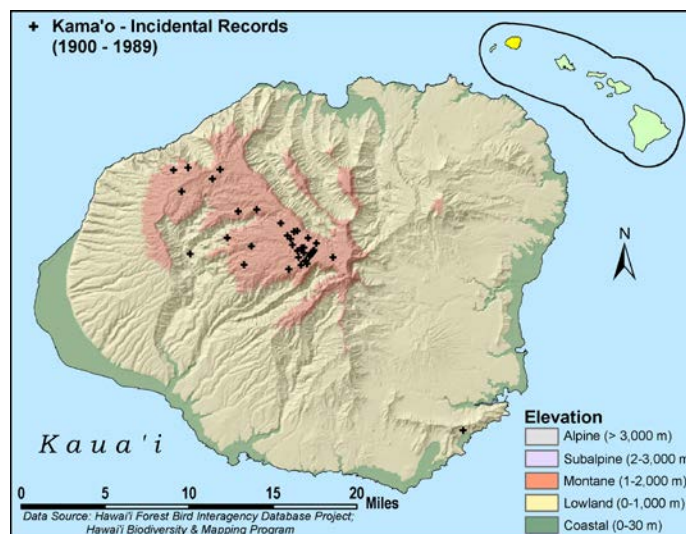 + Kama'o - Incidental Records
(1900 - 1989)
N
Kaua'i
0 5 10 15 20
Miles
Data Source: Hawai'i Forest Bird Interagency Database Project;
Hawai'i Biodiversity & Mapping Program
Elevation
Alpine (> 3,000 m)
Subalpine (2-3,000 m)
Montane (1-2,000 m)
Lowland (0-1,000 m)
Coastal (0-30 m)